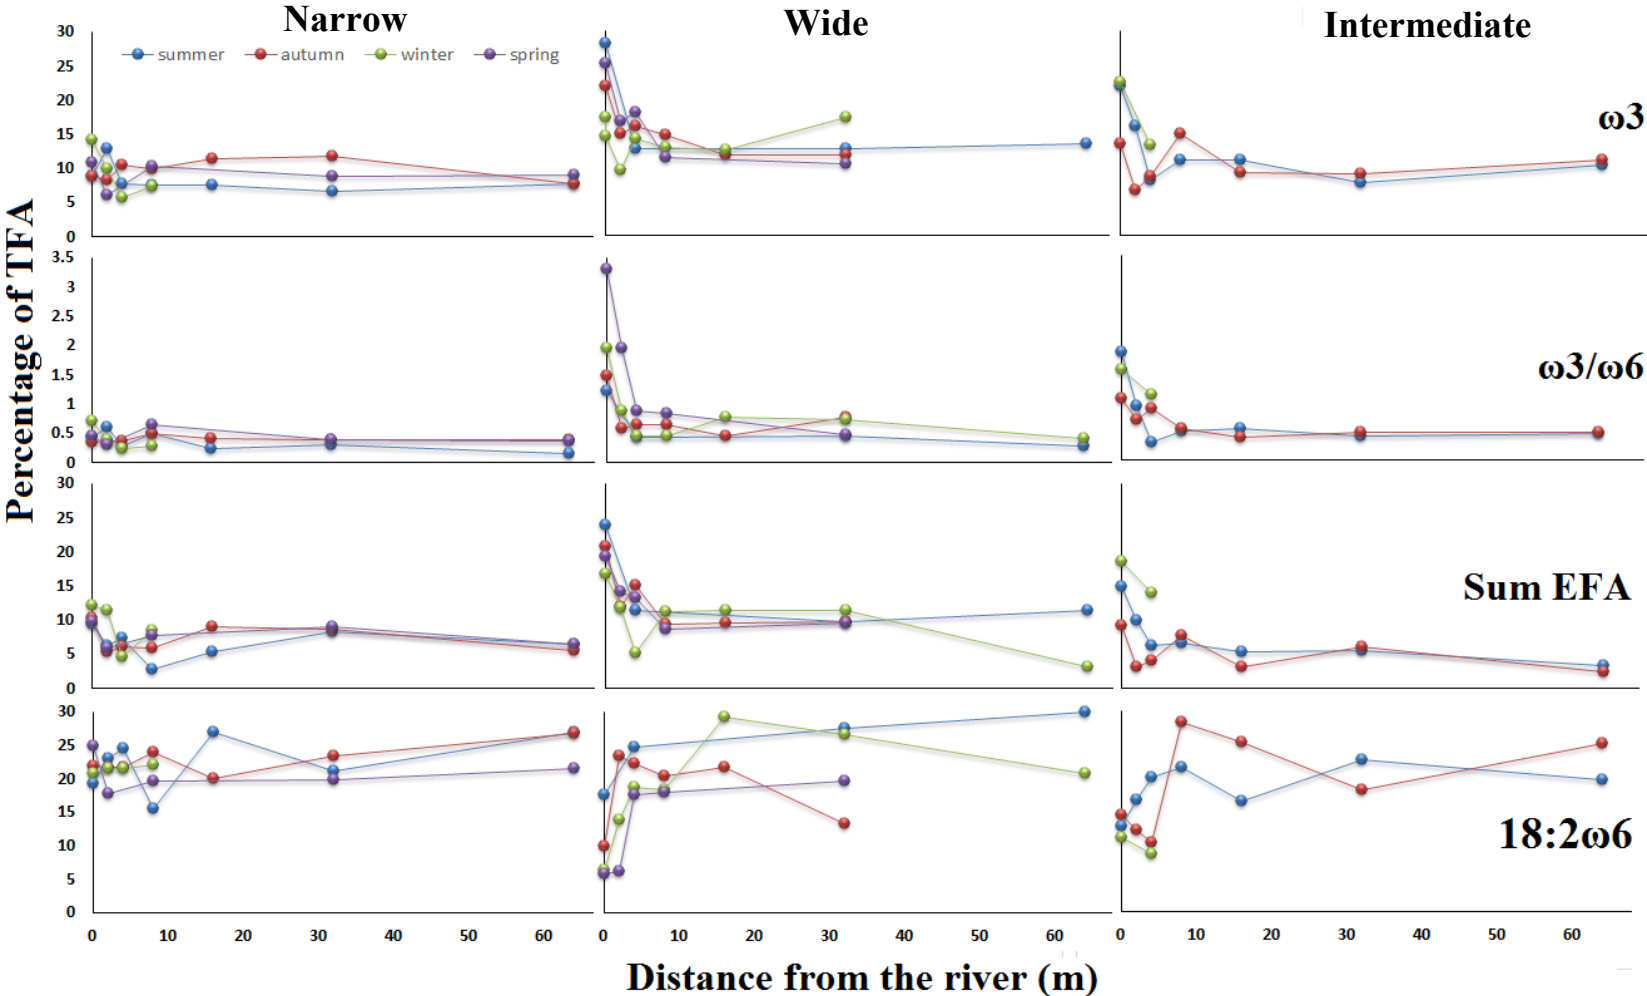 Narrow
Wide
Intermediate
summer autumn winter spring
30
25
20
15
10
5
0
ω3
3.5
3
2.5
2
1.5
1
0.5
0
ω3/ω6
30
25
20
15
10
5
0
Sum EFA
30
25
20
15
10
5
0
18:2ω6
0 10 20 30 40 50 60
0 10 20 30 40 50 60
0 10 20 30 40 50 60
Percentage of TFA
Distance from the river (m)